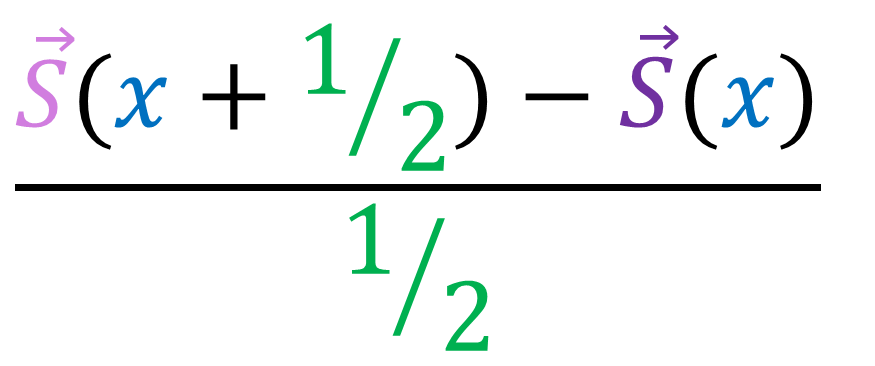 S⃗(x + 1/2) − S⃗(x)
1/2